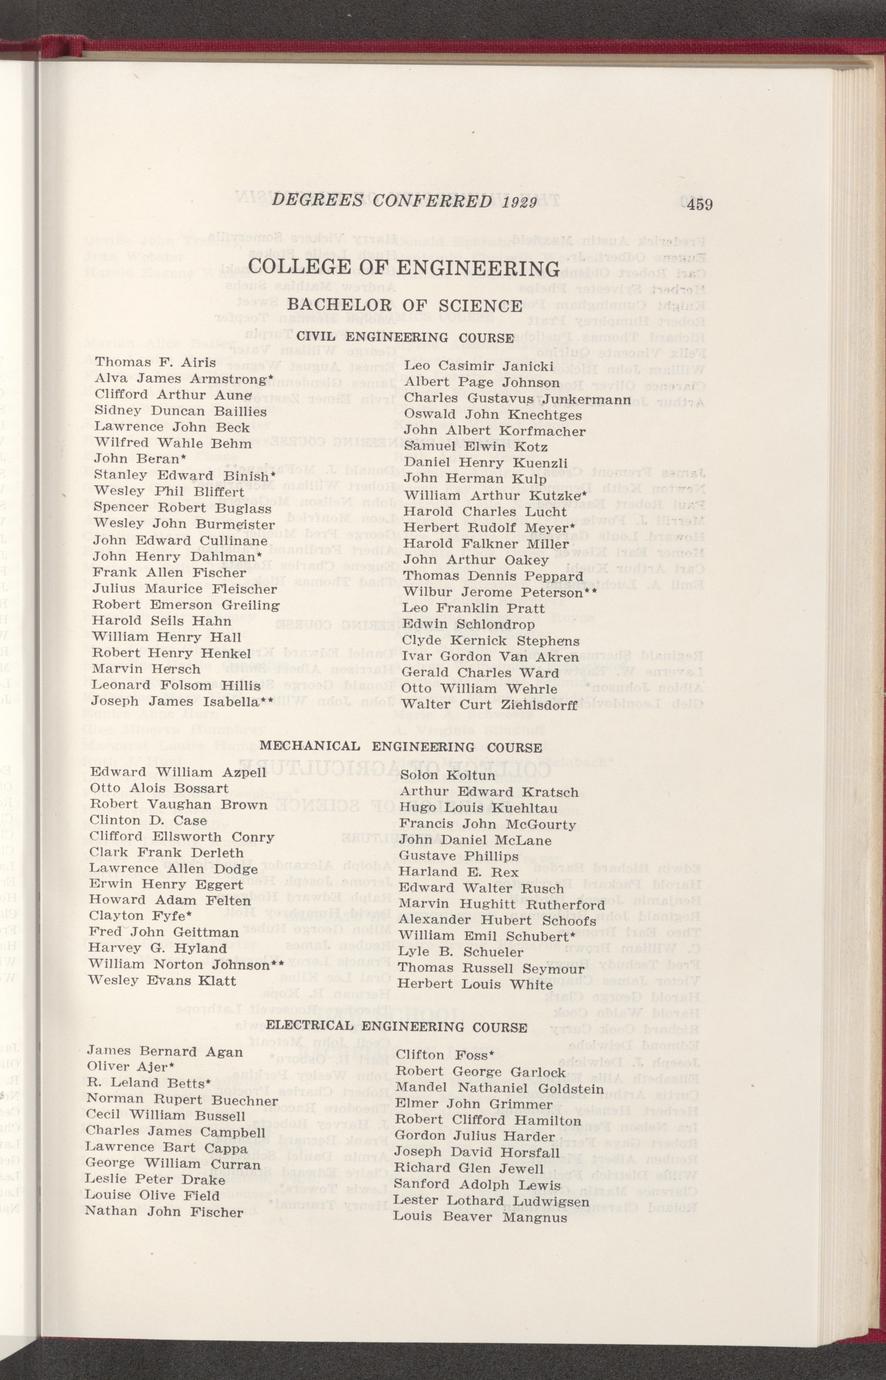 DEGREES CONFERRED 1929 459
COLLEGE OF ENGINEERING
BACHELOR OF SCIENCE
CIVIL ENGINEERING COURSE
Thomas F. Airis
Alva James Armstrong*
Clifford Arthur Aune
Sidney Duncan Baillies
Lawrence John Beck
Wilfred Wahle Behm
John Beran*
Stanley Edward Binish*
Wesley Phil Bliffert
Spencer Robert Buglass
Wesley John Burmeister
John Edward Cullinane
John Henry Dahlman*
Frank Allen Fischer
Julius Maurice Fleischer
Robert Emerson Greiling
Harold Seils Hahn
William Henry Hall
Robert Henry Henkel
Marvin Hersch
Leonard Folsom Hillis
Joseph James Isabella**
Leo Casimir Janicki
Albert Page Johnson
Charles Gustavus Junkermann
Oswald John Knechtges
John Albert Korfmacher
Samuel Elwin Kotz
Daniel Henry Kuenzli
John Herman Kulp
William Arthur Kutzke*
Harold Charles Lucht
Herbert Rudolf Meyer*
Harold Falkner Miller
John Arthur Oakey
Thomas Dennis Peppard
Wilbur Jerome Peterson**
Leo Franklin Pratt
Edwin Schlondrop
Clyde Kernick Stephens
Ivar Gordon Van Akren
Gerald Charles Ward
Otto William Wehrle
Walter Curt Ziehlsdorff
MECHANICAL ENGINEERING COURSE
Edward William Azpell
Otto Alois Bossart
Robert Vaughan Brown
Clinton D. Case
Clifford Ellsworth Conry
Clark Frank Derleth
Lawrence Allen Dodge
Erwin Henry Eggert
Howard Adam Felten
Clayton Fyfe*
Fred John Geittman
Harvey G. Hyland
William Norton Johnson**
Wesley Evans Klatt
Solon Koltun
Arthur Edward Kratsch
Hugo Louis Kuehltau
Francis John McGourty
John Daniel McLane
Gustave Phillips
Harland E. Rex
Edward Walter Rusch
Marvin Hughitt Rutherford
Alexander Hubert Schoofs
William Emil Schubert*
Lyle B. Schueler
Thomas Russell Seymour
Herbert Louis White
ELECTRICAL ENGINEERING COURSE
James Bernard Agan
Oliver Ajer*
R. Leland Betts*
Norman Rupert Buechner
Cecil William Bussell
Charles James Campbell
Lawrence Bart Cappa
George William Curran
Leslie Peter Drake
Louise Olive Field
Nathan John Fischer
Clifton Foss*
Robert George Garlock
Mandel Nathaniel Goldstein
Elmer John Grimmer
Robert Clifford Hamilton
Gordon Julius Harder
Joseph David Horsfall
Richard Glen Jewell
Sanford Adolph Lewis
Lester Lothard Ludwigsen
Louis Beaver Mangnus